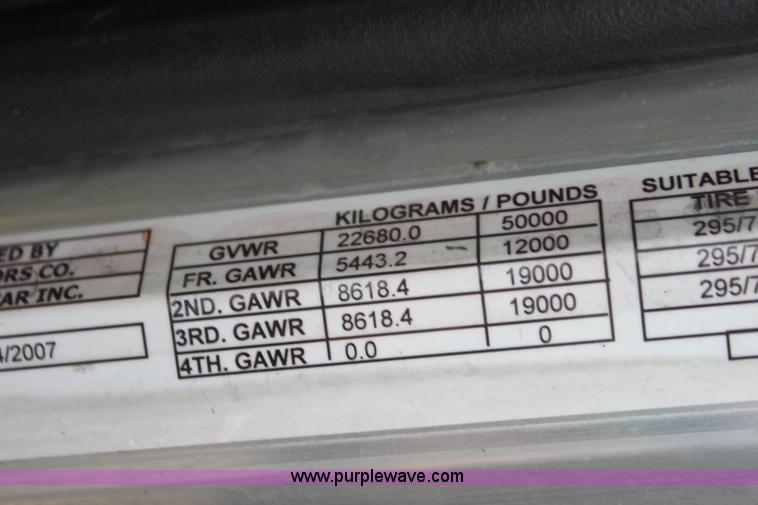 ED BY
ORS CO.
AR INC.
/2007
KILOGRAMS / POUNDS
GVWR 22680.0 50000
FR. GAWR 5443.2 12000
2ND. GAWR 8618.4 19000
3RD. GAWR 8618.4 19000
4TH. GAWR 0.0 0
SUITABLE
TIRE
295/7
295/7
295/7
www.purplewave.com